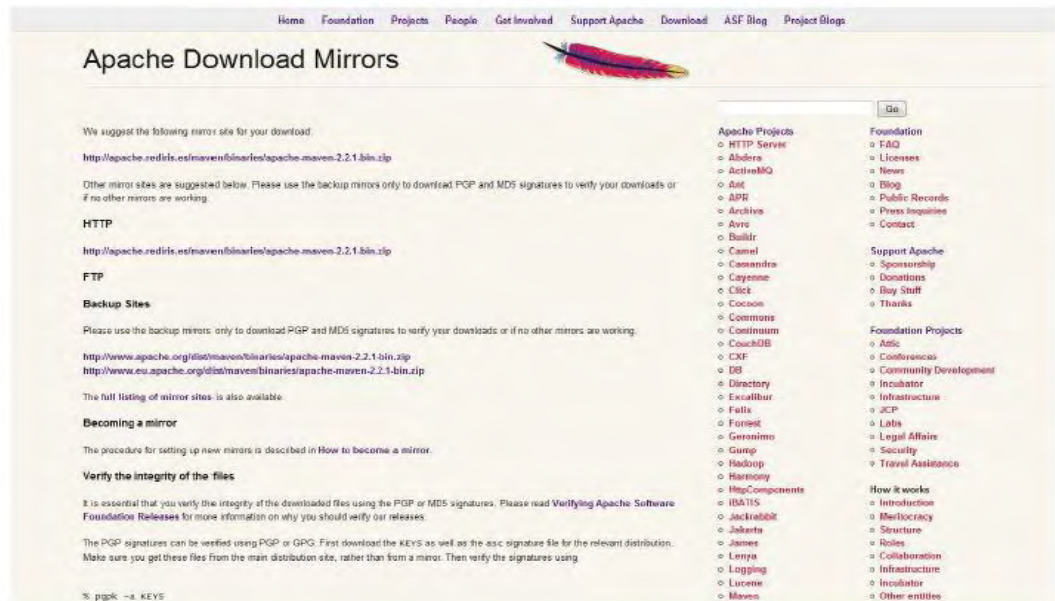 Home Foundation Projects People Get Involved Support Apache Download ASF Blog Project Blogs
Apache Download Mirrors
Go
We suggest the following mirror site for your download:
http://apache.rediris.es/maven/binaries/apache-maven-2.2.1-bin.zip
Other mirror sites are suggested below. Please use the backup mirrors only to download PGP and MD5 signatures to verify your downloads or
if no other mirrors are working.
HTTP
http://apache.rediris.es/maven/binaries/apache-maven-2.2.1-bin.zip
FTP
Backup Sites
Please use the backup mirrors only to download PGP and MD5 signatures to verify your downloads or if no other mirrors are working.
http://www.apache.org/dist/maven/binaries/apache-maven-2.2.1-bin.zip
http://www.eu.apache.org/dist/maven/binaries/apache-maven-2.2.1-bin.zip
The full listing of mirror sites is also available.
Becoming a mirror
The procedure for setting up new mirrors is described in How to become a mirror.
Verify the integrity of the files
It is essential that you verify the integrity of the downloaded files using the PGP or MD5 signatures. Please read Verifying Apache Software
Foundation Releases for more information on why you should verify our releases.
The PGP signatures can be verified using PGP or GPG. First download the KEYS as well as the asc signature file for the relevant distribution.
Make sure you get these files from the main distribution site, rather than from a mirror. Then verify the signatures using
% pgpk -a KEYS
Apache Projects
HTTP Server
Abdera
ActiveMQ
Ant
APR
Archiva
Avro
Buildr
Camel
Cassandra
Cayenne
Click
Cocoon
Commons
Continuum
CouchDB
CXF
DB
Directory
Excalibur
Felix
Forrest
Geronimo
Gump
Hadoop
Harmony
HttpComponents
iBATIS
Jackrabbit
Jakarta
James
Lenya
Logging
Lucene
Maven
Foundation
FAQ
Licenses
News
Blog
Public Records
Press Inquiries
Contact
Support Apache
Sponsorship
Donations
Buy Stuff
Thanks
Foundation Projects
Attic
Conferences
Community Development
Incubator
Infrastructure
JCP
Labs
Legal Affairs
Security
Travel Assistance
How it works
Introduction
Meritocracy
Structure
Roles
Collaboration
Infrastructure
Incubator
Other entities